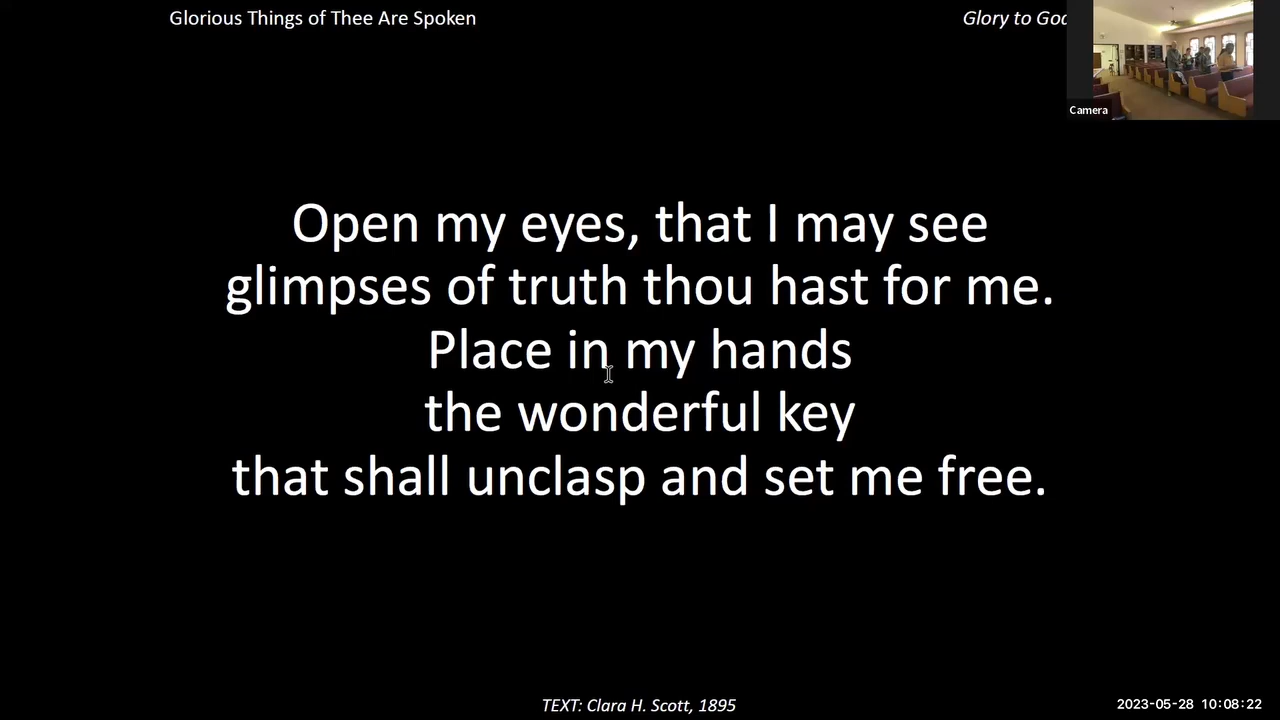 Glorious Things of Thee Are Spoken
Glory to God
Camera
Open my eyes, that I may see
glimpses of truth thou hast for me.
Place in my hands
the wonderful key
that shall unclasp and set me free.
TEXT: Clara H. Scott, 1895
2023-05-28 10:08:22